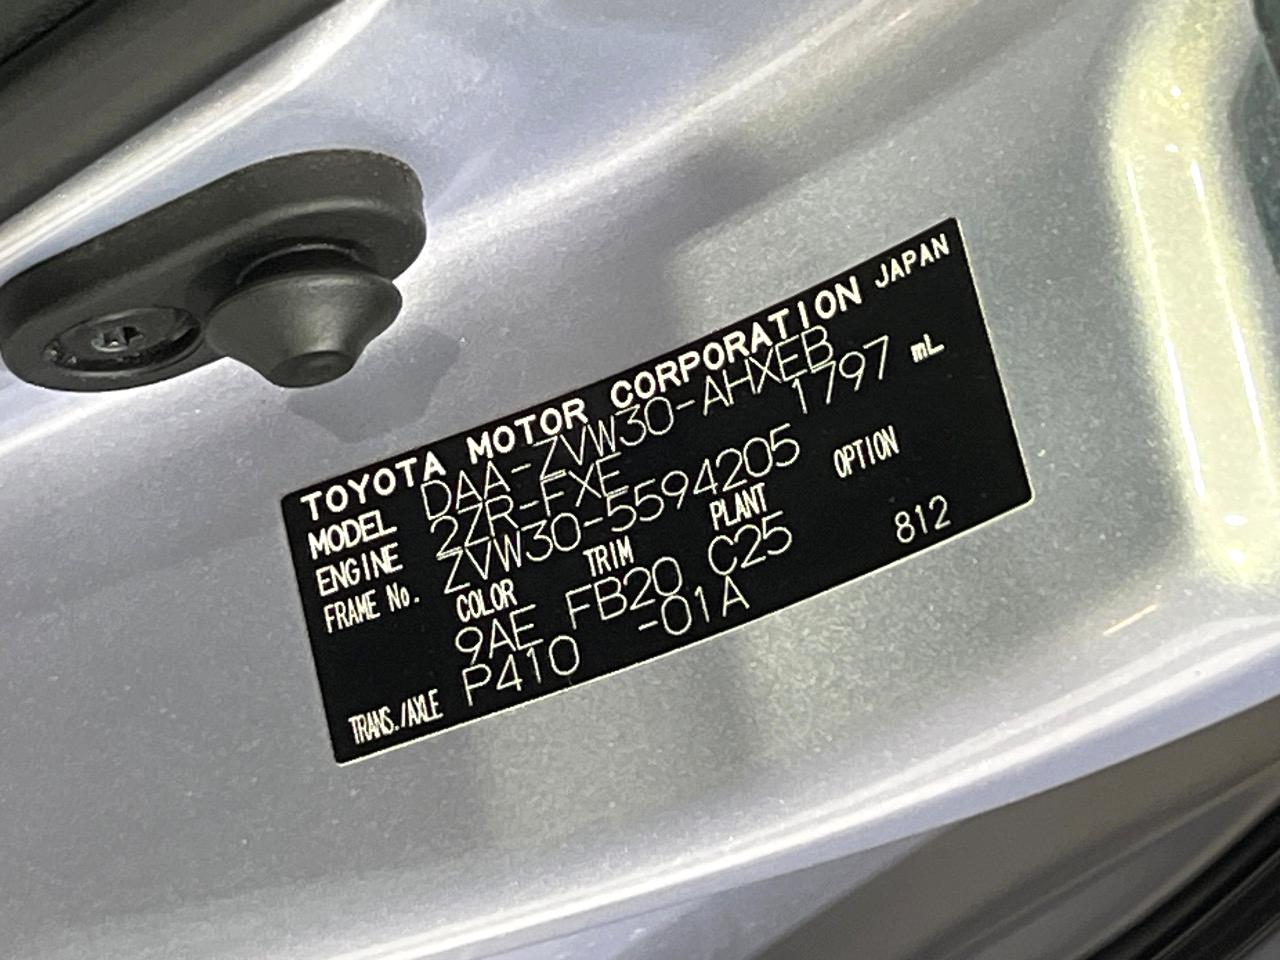 TOYOTA MOTOR CORPORATION JAPAN
MODEL DAA-ZVW30-AHXEB
ENGINE 2ZR-FXE 1797 mL
FRAME No. ZVW30-5594205
COLOR TRIM PLANT OPTION
9AE FB20 C25 812
TRANS./AXLE P410 -01A